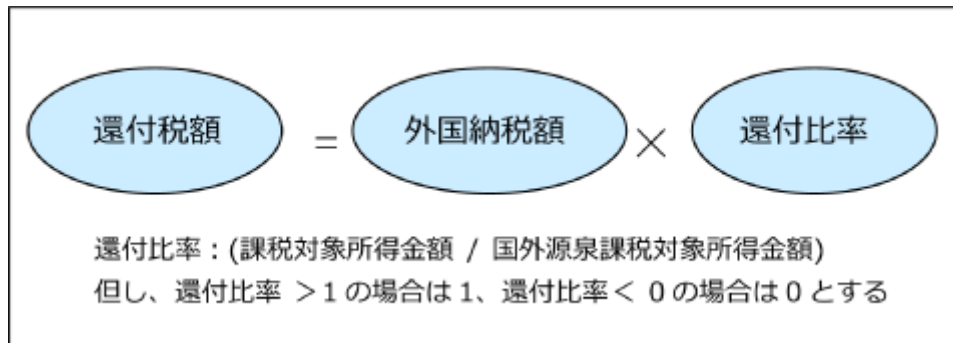 還付税額 = 外国納税額 × 還付比率
還付比率：(課税対象所得金額 / 国外源泉課税対象所得金額)
但し、還付比率 ＞1 の場合は 1、還付比率＜ 0 の場合は 0 とする